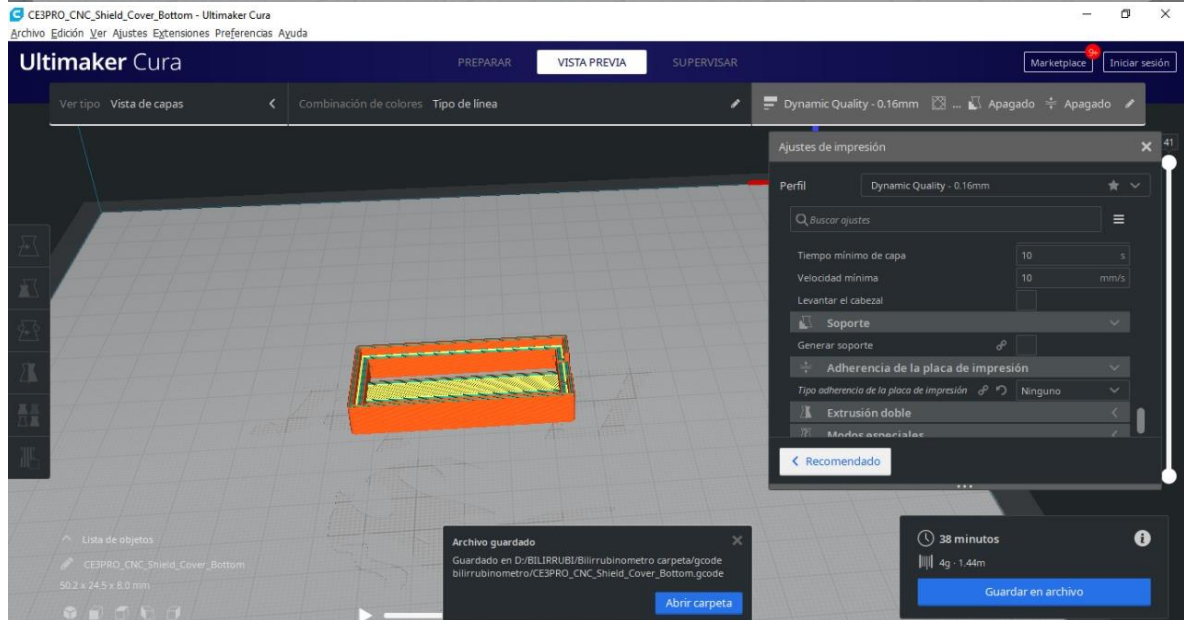 CE3PRO_CNC_Shield_Cover_Bottom - Ultimaker Cura
Archivo Edición Ver Ajustes Extensiones Preferencias Ayuda
Ultimaker Cura
PREPARAR VISTA PREVIA SUPERVISAR
9+
Marketplace Iniciar sesión
Ver tipo Vista de capas
Combinación de colores Tipo de línea
Dynamic Quality - 0.16mm ... Apagado Apagado
Ajustes de impresión
41
Perfil Dynamic Quality - 0.16mm
Buscar ajustes
Tiempo mínimo de capa 10 s
Velocidad mínima 10 mm/s
Levantar el cabezal
Soporte
Generar soporte
Adherencia de la placa de impresión
Tipo adherencia de la placa de impresión Ninguno
Extrusión doble
Modos especiales
Recomendado
Lista de objetos
CE3PRO_CNC_Shield_Cover_Bottom
50.2 x 24.5 x 8.0 mm
Archivo guardado
Guardado en D:/BILIRRUBI/Bilirrubinometro carpeta/gcode
bilirrubinometro/CE3PRO_CNC_Shield_Cover_Bottom.gcode
Abrir carpeta
38 minutos
4g · 1.44m
Guardar en archivo